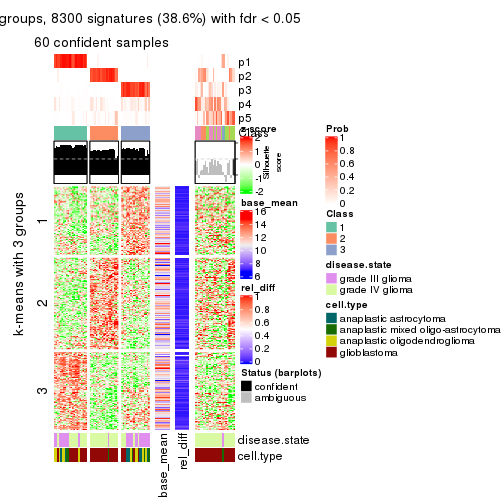 groups, 8300 signatures (38.6%) with fdr < 0.05
60 confident samples
p1
p2
p3
p4
p5
Class
Silhouette
score
k-means with 3 groups
1
2
3
disease.state
cell.type
base_mean
rel_diff
z-score
2
1
0
-1
-2
base_mean
16
14
12
10
8
6
rel_diff
1
0.8
0.6
0.4
0.2
0
Status (barplots)
confident
ambiguous
Prob
1
0.8
0.6
0.4
0.2
0
Class
1
2
3
disease.state
grade III glioma
grade IV glioma
cell.type
anaplastic astrocytoma
anaplastic mixed oligo-astrocytoma
anaplastic oligodendroglioma
glioblastoma